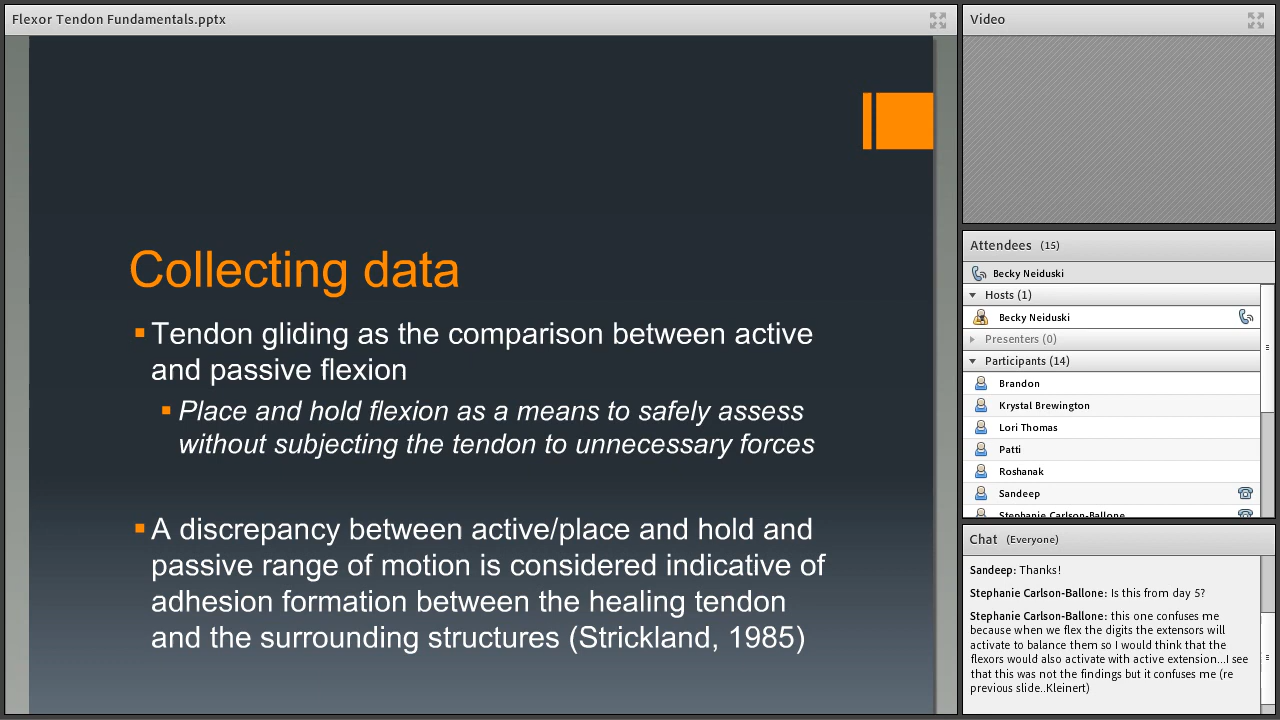 Flexor Tendon Fundamentals.pptx
Collecting data
Tendon gliding as the comparison between active
and passive flexion
Place and hold flexion as a means to safely assess
without subjecting the tendon to unnecessary forces
A discrepancy between active/place and hold and
passive range of motion is considered indicative of
adhesion formation between the healing tendon
and the surrounding structures (Strickland, 1985)
Video
Attendees (15)
Becky Neiduski
Hosts (1)
Becky Neiduski
Presenters (0)
Participants (14)
Brandon
Krystal Brewington
Lori Thomas
Patti
Roshanak
Sandeep
Stephanie Carlson-Ballone
Chat (Everyone)
Sandeep: Thanks!
Stephanie Carlson-Ballone: Is this from day 5?
Stephanie Carlson-Ballone: this one confuses me
because when we flex the digits the extensors will
activate to balance them so I would think that the
flexors would also activate with active extension...I see
that this was not the findings but it confuses me (re
previous slide..Kleinert)